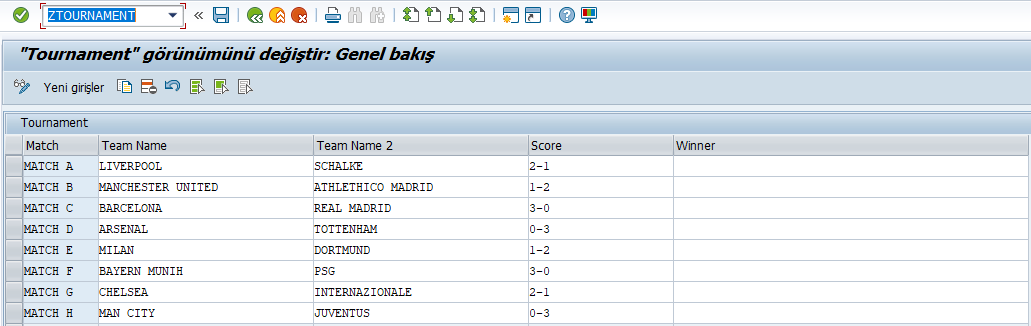 ZTOURNAMENT
"Tournament" görünümünü değiştir: Genel bakış
Yeni girişler
Tournament
Match Team Name Team Name 2 Score Winner
MATCH A LIVERPOOL SCHALKE 2-1
MATCH B MANCHESTER UNITED ATHLETHICO MADRID 1-2
MATCH C BARCELONA REAL MADRID 3-0
MATCH D ARSENAL TOTTENHAM 0-3
MATCH E MILAN DORTMUND 1-2
MATCH F BAYERN MUNIH PSG 3-0
MATCH G CHELSEA INTERNAZIONALE 2-1
MATCH H MAN CITY JUVENTUS 0-3